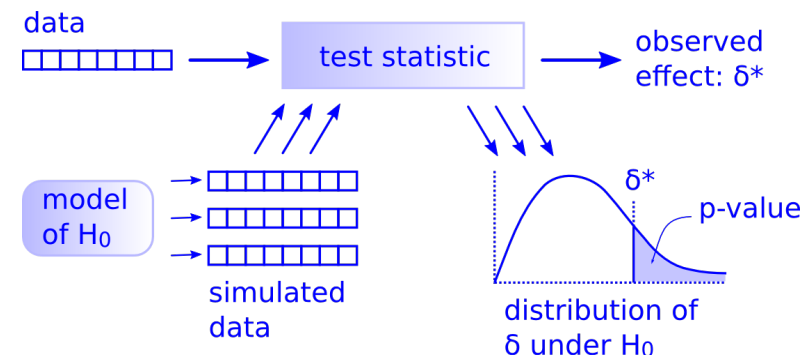 data
test statistic
observed
effect: δ*
model
of H₀
simulated
data
δ*
p-value
distribution of
δ under H₀